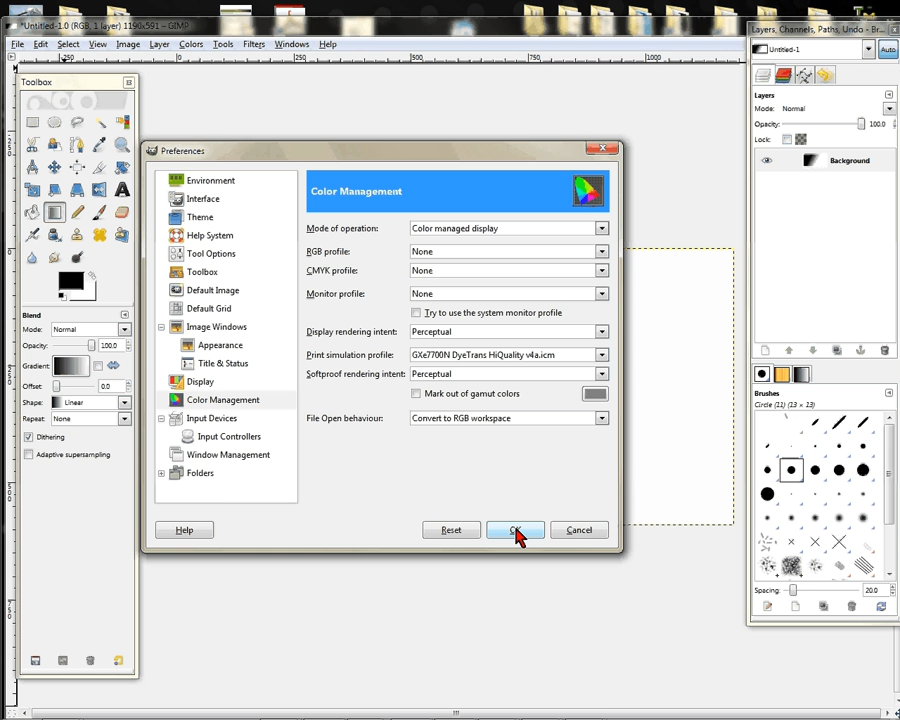 *Untitled-1.0 (RGB, 1 layer) 1190x591 – GIMP
File Edit Select View Image Layer Colors Tools Filters Windows Help
-250 0 250 500 750 1000
Toolbox
Blend
Mode: Normal
Opacity: 100.0
Gradient:
Offset: 0.0
Shape: Linear
Repeat: None
Dithering
Adaptive supersampling
Preferences
Environment
Interface
Theme
Help System
Tool Options
Toolbox
Default Image
Default Grid
Image Windows
Appearance
Title & Status
Display
Color Management
Input Devices
Input Controllers
Window Management
Folders
Color Management
Mode of operation: Color managed display
RGB profile: None
CMYK profile: None
Monitor profile: None
Try to use the system monitor profile
Display rendering intent: Perceptual
Print simulation profile: GXe7700N DyeTrans HiQuality v4a.icm
Softproof rendering intent: Perceptual
Mark out of gamut colors
File Open behaviour: Convert to RGB workspace
Help Reset OK Cancel
Layers, Channels, Paths, Undo - Br...
Untitled-1 Auto
Layers
Mode: Normal
Opacity: 100.0
Lock:
Background
Brushes
Circle (11) (13 × 13)
Spacing: 20.0